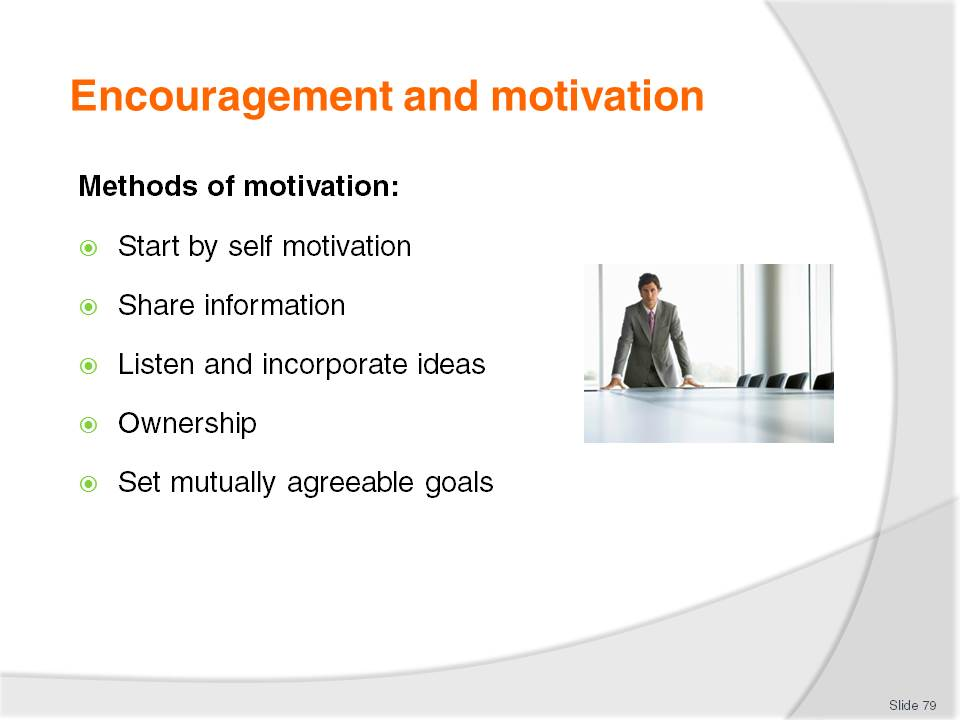 Encouragement and motivation
Methods of motivation:
Start by self motivation
Share information
Listen and incorporate ideas
Ownership
Set mutually agreeable goals
Slide 79